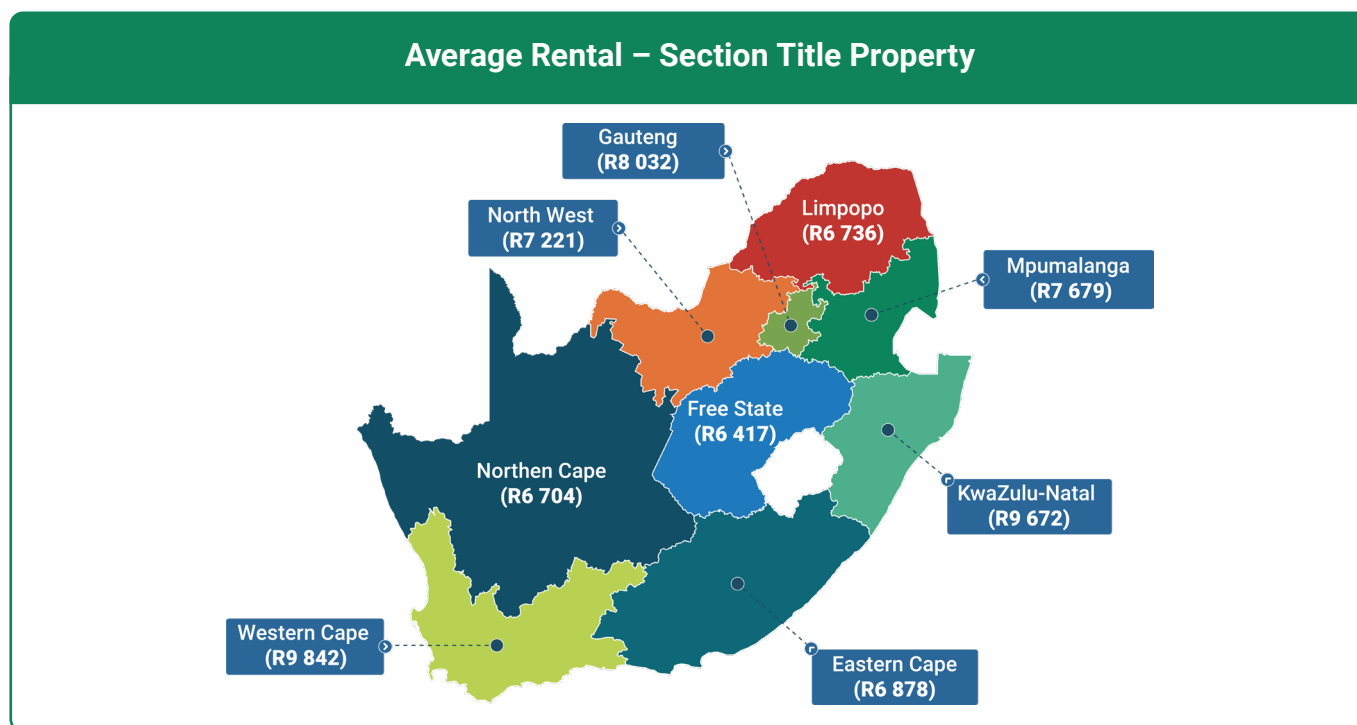 Average Rental – Section Title Property
Gauteng
(R8 032)
North West
(R7 221)
Limpopo
(R6 736)
Mpumalanga
(R7 679)
Free State
(R6 417)
Northen Cape
(R6 704)
KwaZulu-Natal
(R9 672)
Western Cape
(R9 842)
Eastern Cape
(R6 878)